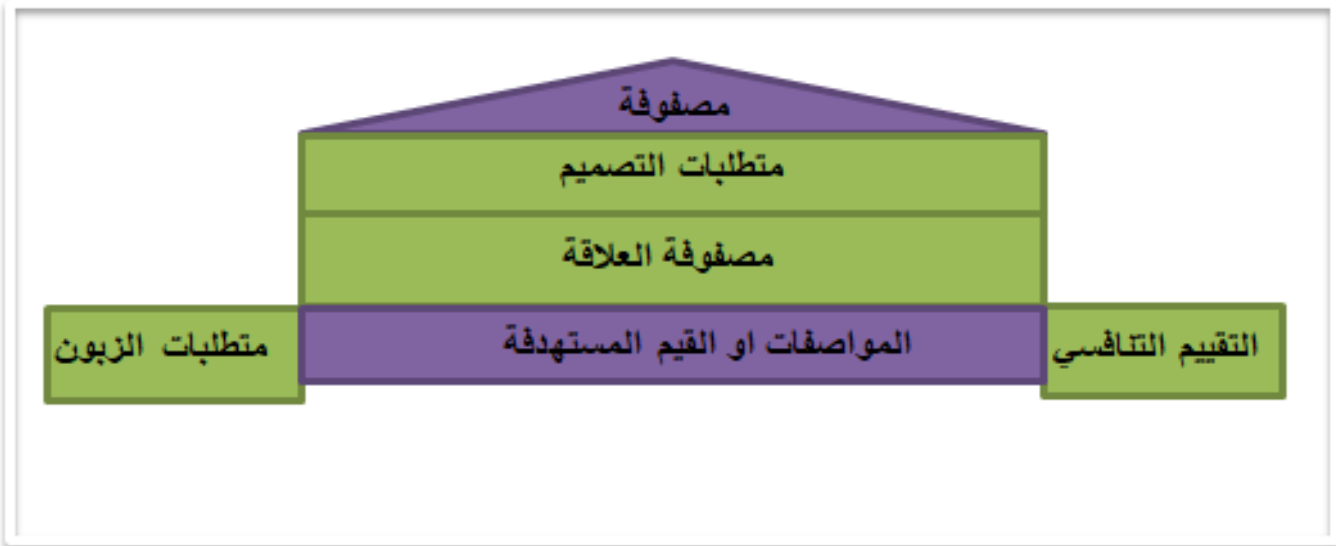 مصفوفة
متطلبات التصميم
مصفوفة العلاقة
التقييم التنافسي
المواصفات او القيم المستهدفة
متطلبات الزبون